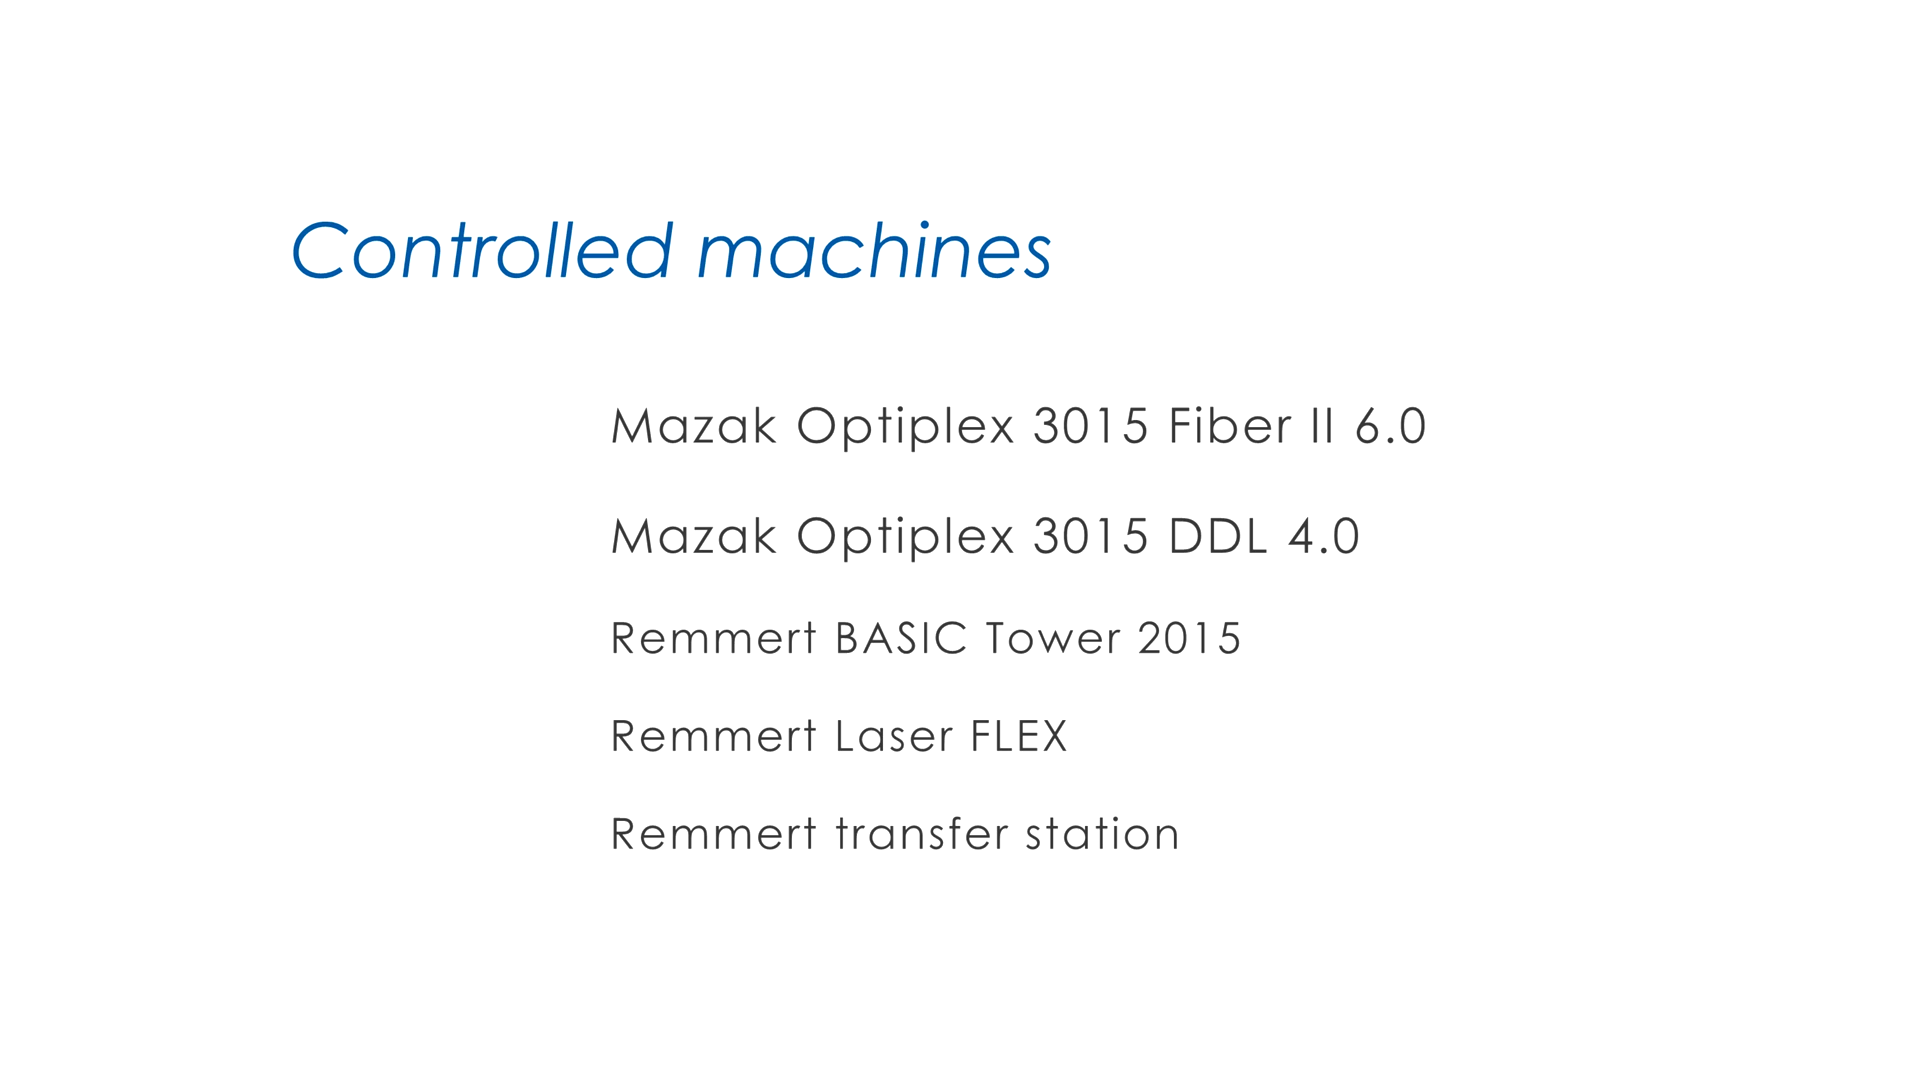 Controlled machines
Mazak Optiplex 3015 Fiber II 6.0
Mazak Optiplex 3015 DDL 4.0
Remmert BASIC Tower 2015
Remmert Laser FLEX
Remmert transfer station